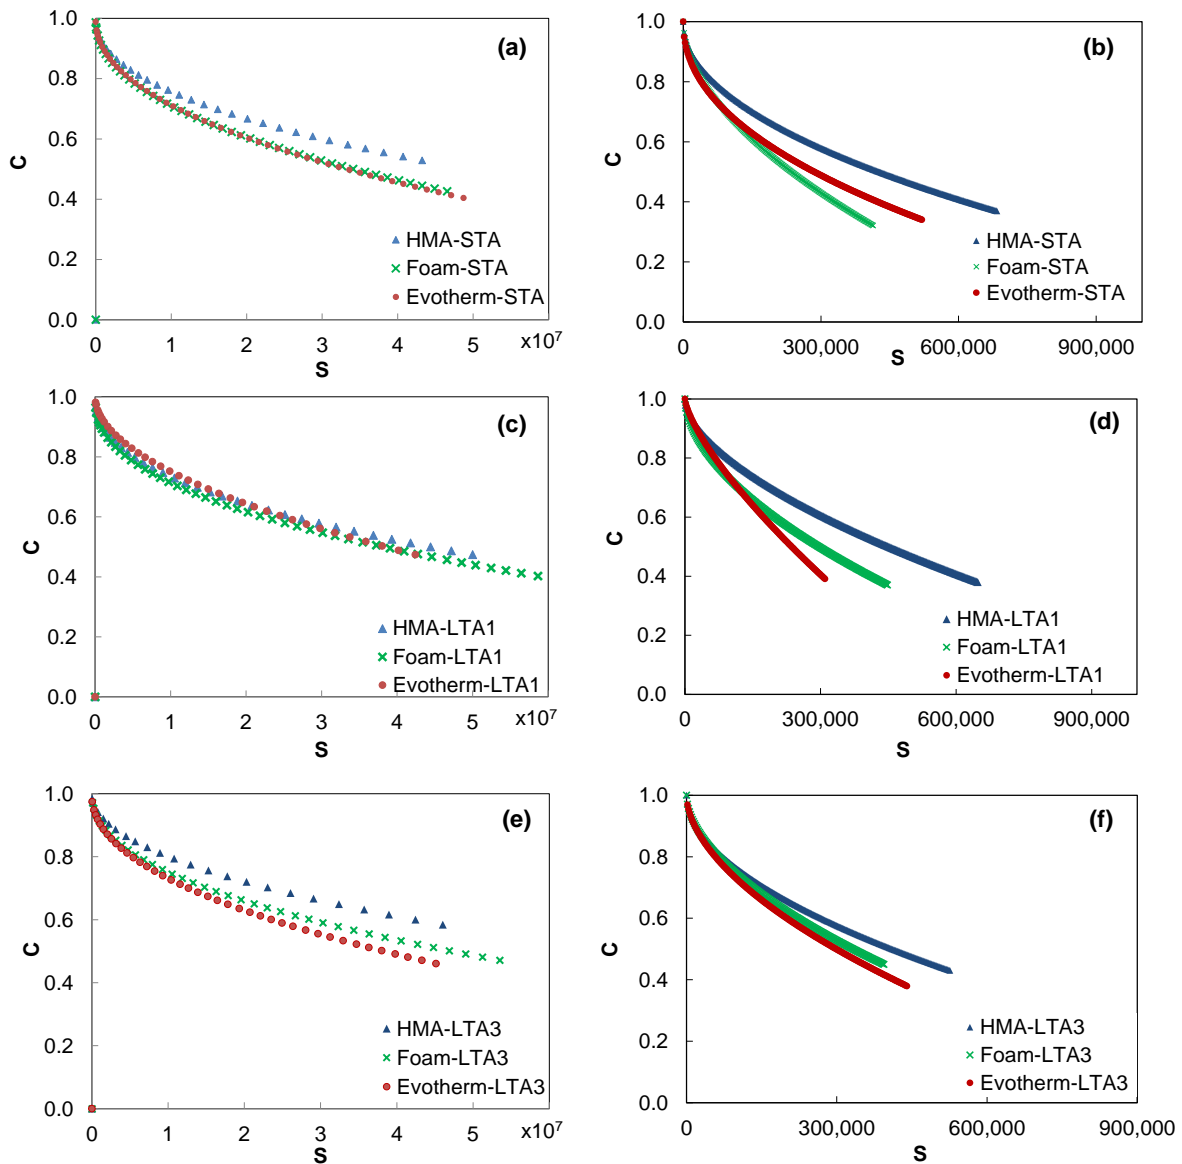 (a)
1.0
0.8
0.6
0.4
0.2
0.0
C
HMA-STA
Foam-STA
Evotherm-STA
0 1 2 3 4 5 x10⁷
S
(b)
1.0
0.8
0.6
0.4
0.2
0.0
C
HMA-STA
Foam-STA
Evotherm-STA
0 300,000 600,000 900,000
S
(c)
1.0
0.8
0.6
0.4
0.2
0.0
C
HMA-LTA1
Foam-LTA1
Evotherm-LTA1
0 1 2 3 4 5 x10⁷
S
(d)
1.0
0.8
0.6
0.4
0.2
0.0
C
HMA-LTA1
Foam-LTA1
Evotherm-LTA1
0 300,000 600,000 900,000
S
(e)
1.0
0.8
0.6
0.4
0.2
0.0
C
HMA-LTA3
Foam-LTA3
Evotherm-LTA3
0 1 2 3 4 5 x10⁷
S
(f)
1.0
0.8
0.6
0.4
0.2
0.0
C
HMA-LTA3
Foam-LTA3
Evotherm-LTA3
0 300,000 600,000 900,000
S